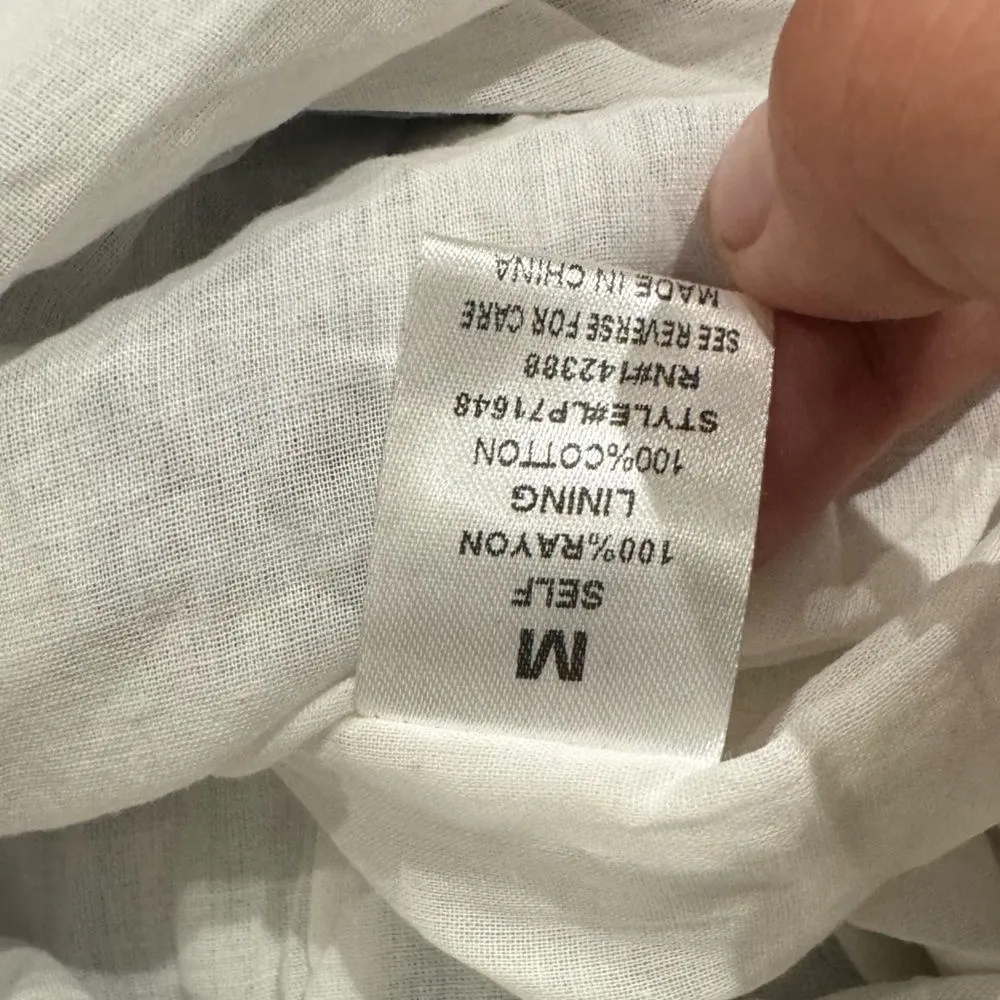 M
SELF
100%RAYON
LINING
100%COTTON
STYLE#LP71648
RN#142388
SEE REVERSE FOR CARE
MADE IN CHINA